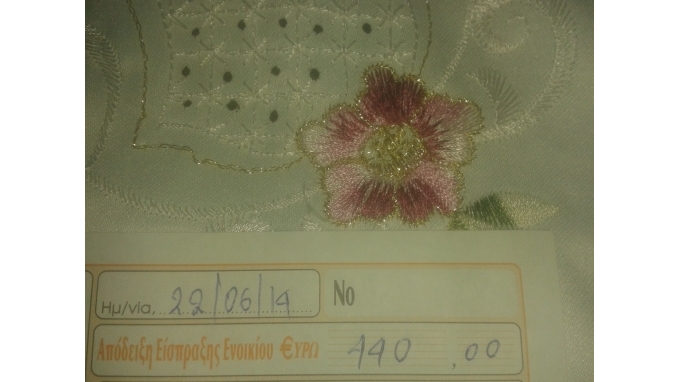 Ημ/νία, 22/06/14 No
Απόδειξη Είσπραξης Ενοικίου €ΥΡΩ 140,00